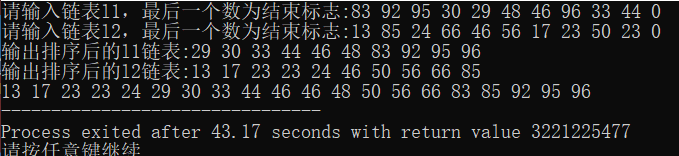 请输入链表l1，最后一个数为结束标志:83 92 95 30 29 48 46 96 33 44 0
请输入链表l2，最后一个数为结束标志:13 85 24 66 46 56 17 23 50 23 0
输出排序后的l1链表:29 30 33 44 46 48 83 92 95 96
输出排序后的l2链表:13 17 23 23 24 46 50 56 66 85
13 17 23 23 24 29 30 33 44 46 46 48 50 56 66 83 85 92 95 96
--------------------------------
Process exited after 43.17 seconds with return value 3221225477
请按任意键继续